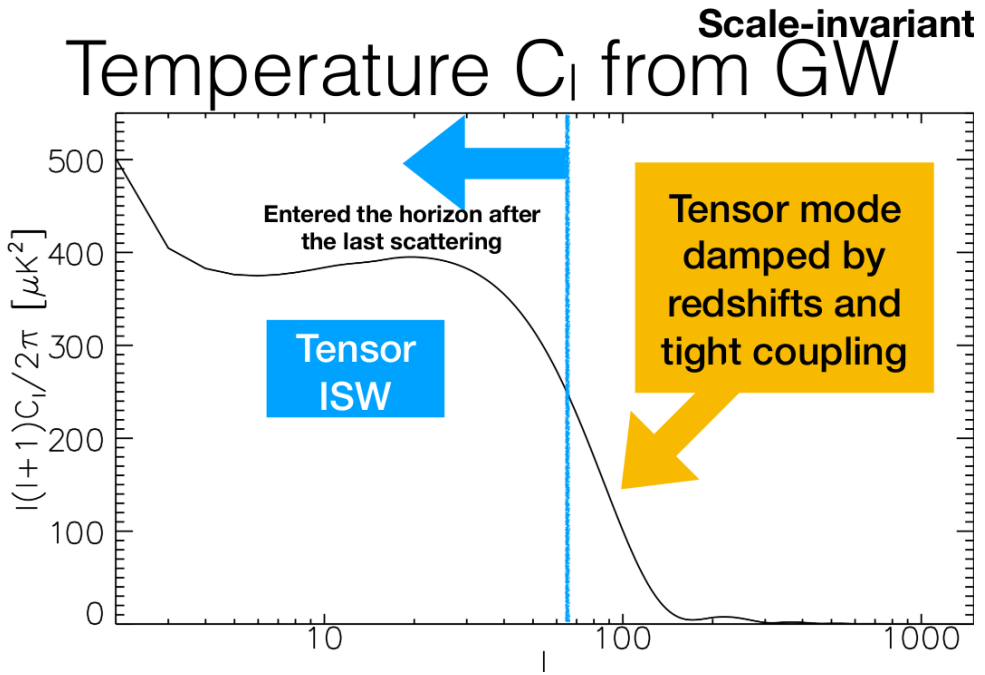 Scale-invariant
Temperature Cl from GW
500
400
300
200
100
0
l(l+1)Cl/2π [μK²]
Entered the horizon after
the last scattering
Tensor
ISW
Tensor mode
damped by
redshifts and
tight coupling
10
100
1000
l